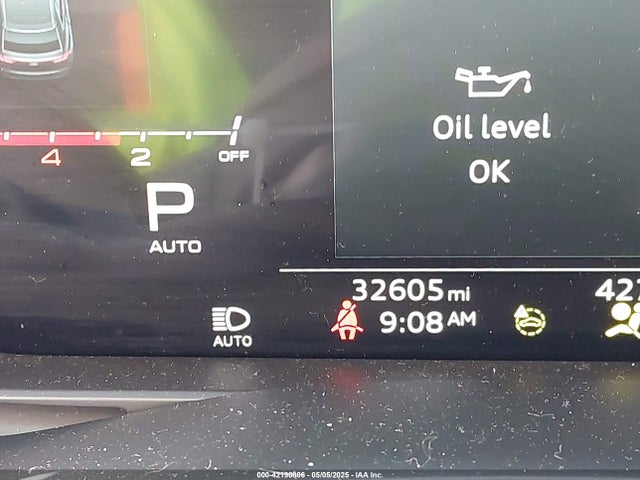 Oil level
OK
4 2 OFF
P
AUTO
32605 mi
427
9:08 AM
AUTO
000-42190806 - 05/05/2025 - IAA Inc.